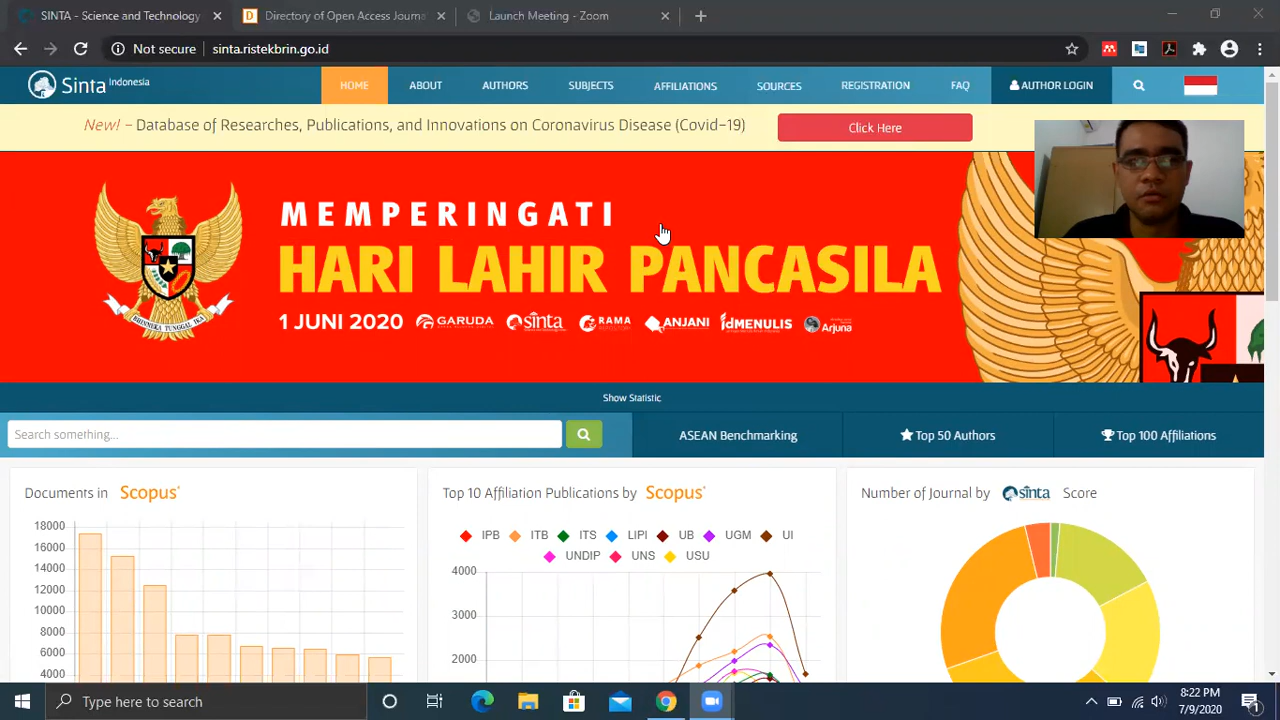 SINTA - Science and Technology
Directory of Open Access Journa
Launch Meeting - Zoom
Not secure
sinta.ristekbrin.go.id
Sinta Indonesia
HOME
ABOUT
AUTHORS
SUBJECTS
AFFILIATIONS
SOURCES
REGISTRATION
FAQ
AUTHOR LOGIN
New! - Database of Researches, Publications, and Innovations on Coronavirus Disease (Covid-19)
Click Here
MEMPERINGATI
HARI LAHIR PANCASILA
1 JUNI 2020
GARUDA
sinta
RAMA
ANJANI
idMENULIS
Arjuna
BHINNEKA TUNGGAL IKA
Show Statistic
Search something...
ASEAN Benchmarking
Top 50 Authors
Top 100 Affiliations
Documents in Scopus
18000
16000
14000
12000
10000
8000
6000
4000
Top 10 Affiliation Publications by Scopus
IPB ITB ITS LIPI UB UGM UI
UNDIP UNS USU
4000
3000
2000
Number of Journal by sinta Score
Type here to search
8:22 PM
7/9/2020
1